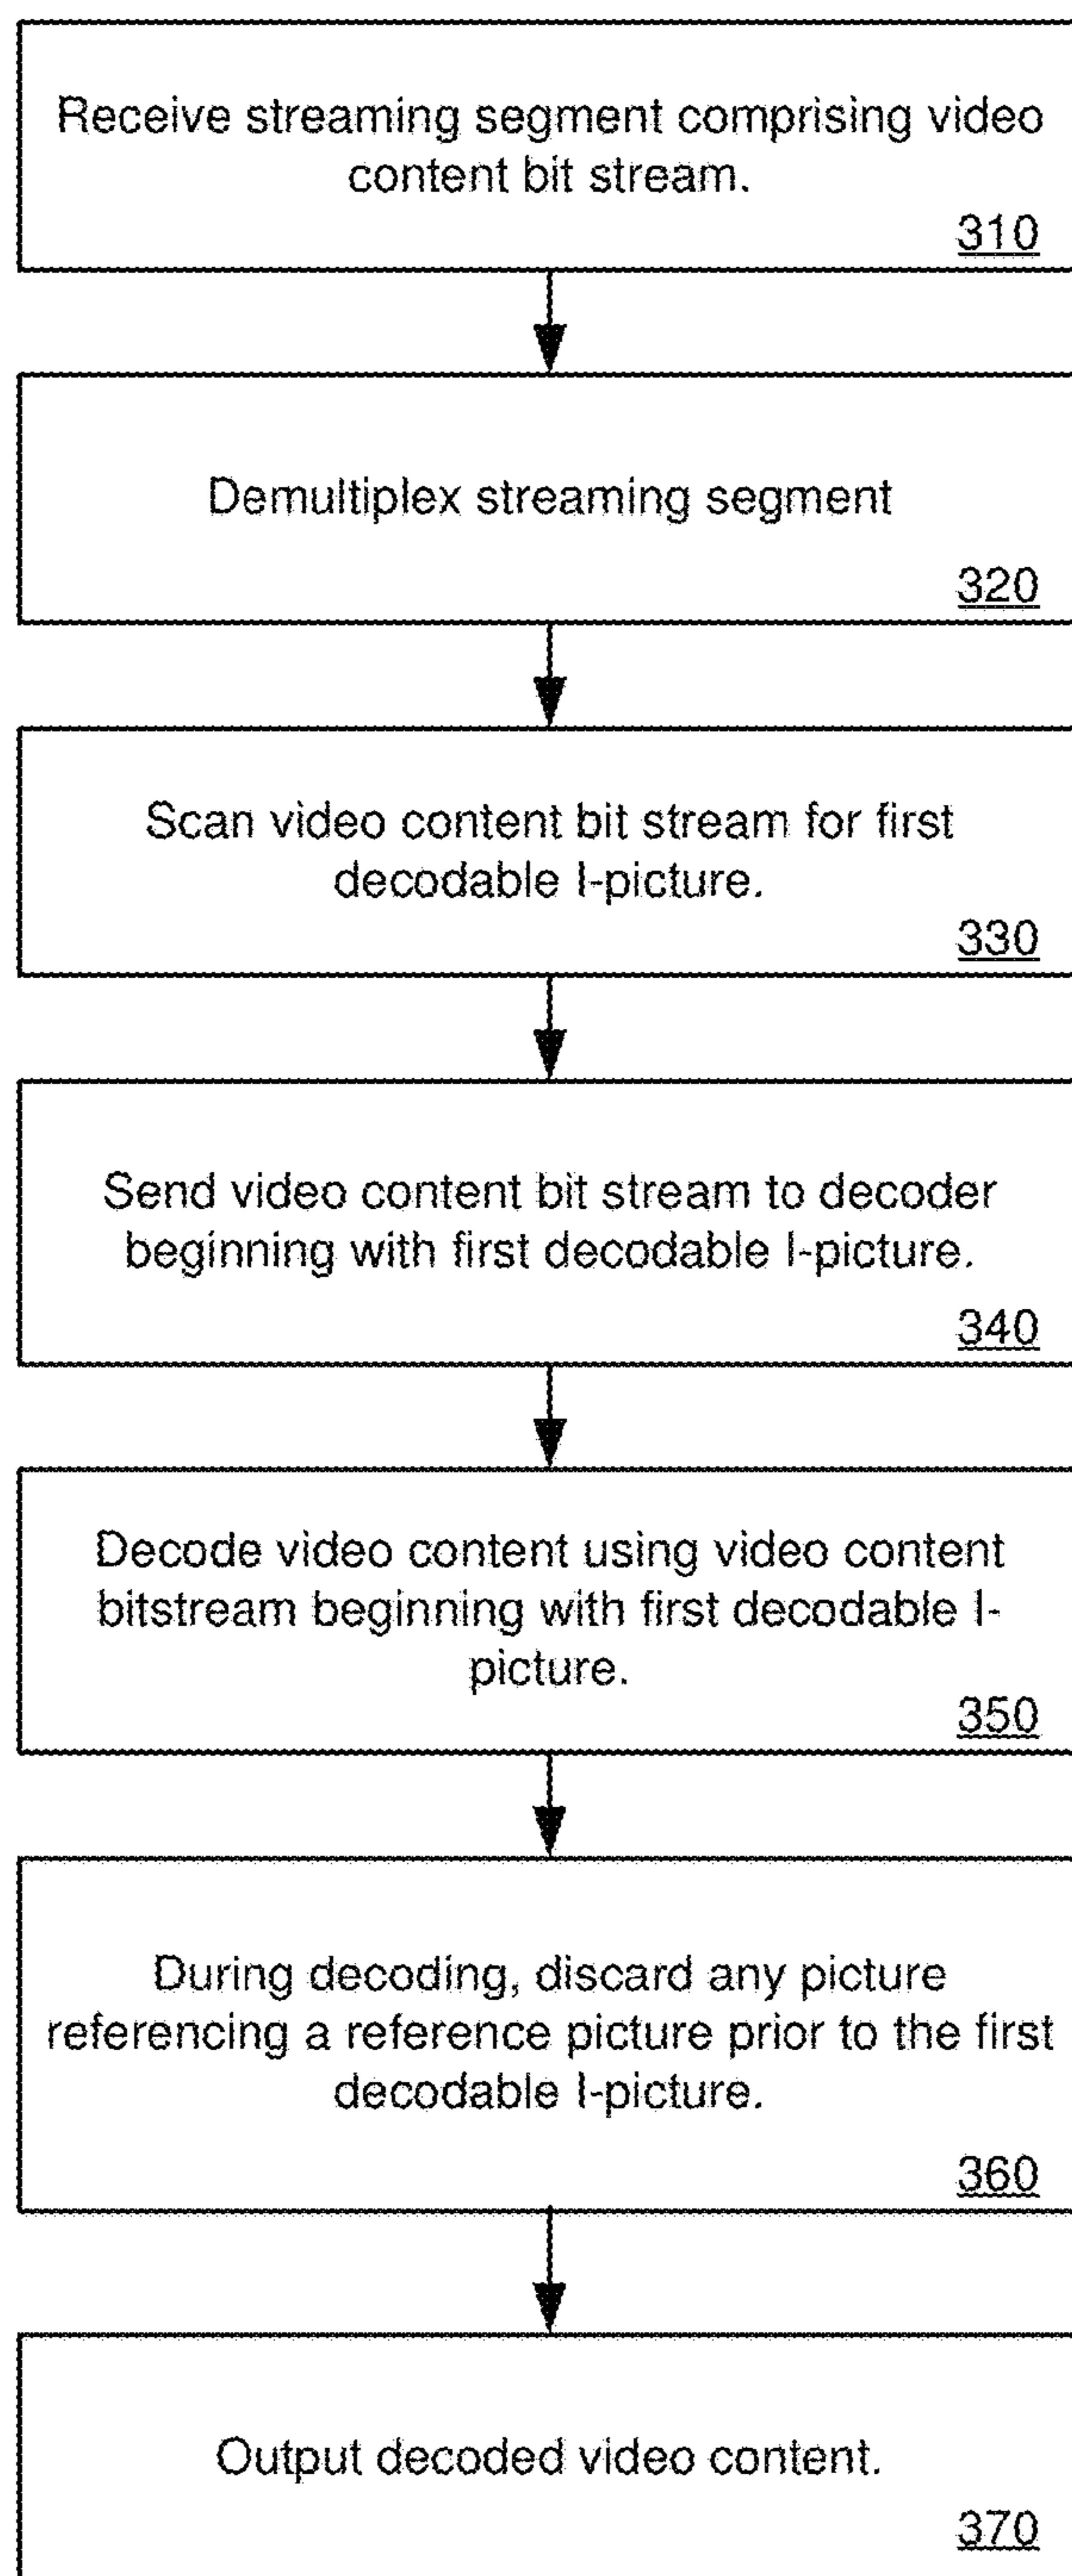 Receive streaming segment comprising video
content bit stream.
310
Demultiplex streaming segment
320
Scan video content bit stream for first
decodable I-picture.
330
Send video content bit stream to decoder
beginning with first decodable I-picture.
340
Decode video content using video content
bitstream beginning with first decodable I-
picture.
350
During decoding, discard any picture
referencing a reference picture prior to the first
decodable I-picture.
360
Output decoded video content.
370